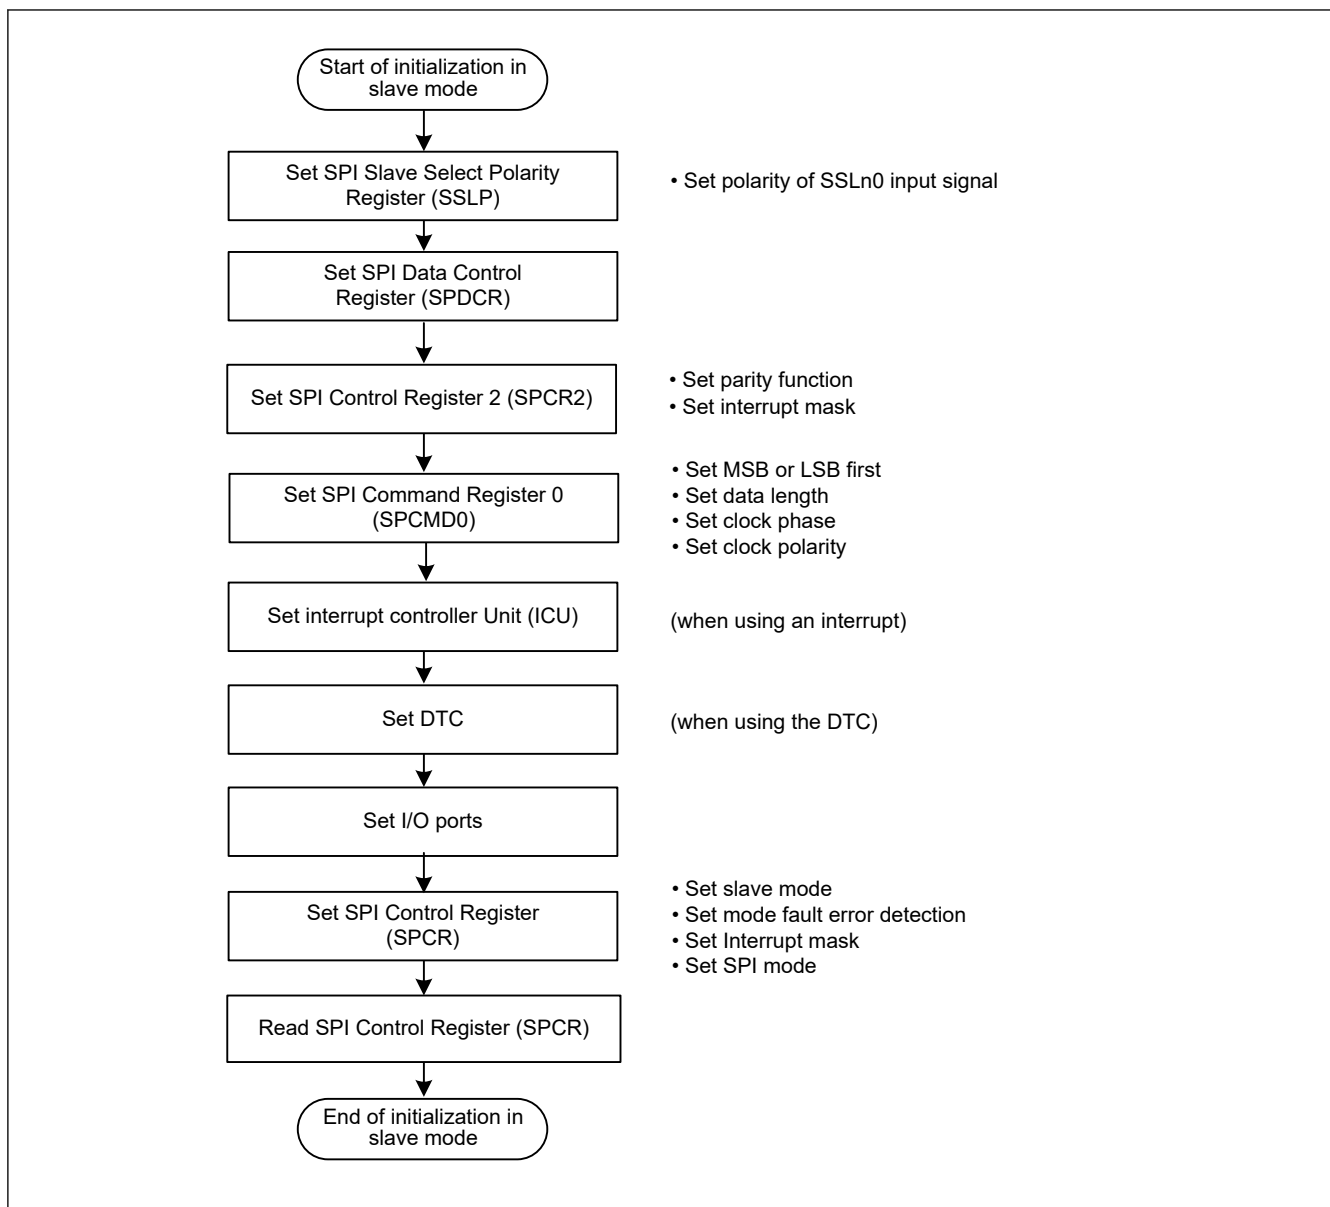 Start of initialization in
slave mode
Set SPI Slave Select Polarity
Register (SSLP)
• Set polarity of SSLn0 input signal
Set SPI Data Control
Register (SPDCR)
Set SPI Control Register 2 (SPCR2)
• Set parity function
• Set interrupt mask
Set SPI Command Register 0
(SPCMD0)
• Set MSB or LSB first
• Set data length
• Set clock phase
• Set clock polarity
Set interrupt controller Unit (ICU)
(when using an interrupt)
Set DTC
(when using the DTC)
Set I/O ports
Set SPI Control Register
(SPCR)
• Set slave mode
• Set mode fault error detection
• Set Interrupt mask
• Set SPI mode
Read SPI Control Register (SPCR)
End of initialization in
slave mode